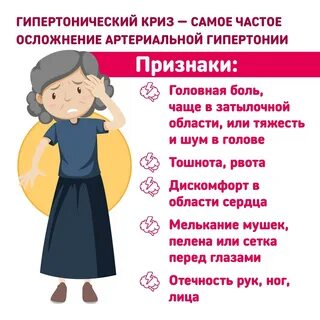 ГИПЕРТОНИЧЕСКИЙ КРИЗ — САМОЕ ЧАСТОЕ
ОСЛОЖНЕНИЕ АРТЕРИАЛЬНОЙ ГИПЕРТОНИИ
Признаки:
Головная боль,
чаще в затылочной
области, или тяжесть
и шум в голове
Тошнота, рвота
Дискомфорт в
области сердца
Мелькание мушек,
пелена или сетка
перед глазами
Отечность рук, ног,
лица